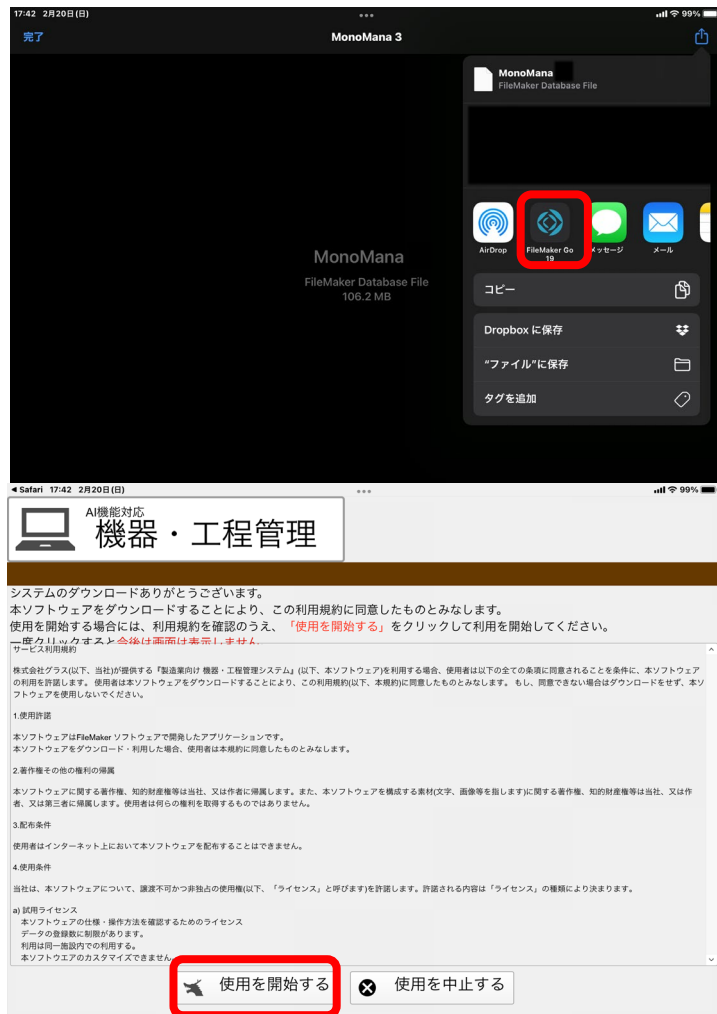 17:42 2月20日(日)
99%
完了
MonoMana 3
MonoMana
FileMaker Database File
AirDrop
FileMaker Go 19
メッセージ
メール
MonoMana
FileMaker Database File
106.2 MB
コピー
Dropbox に保存
“ファイル”に保存
タグを追加
Safari 17:42 2月20日(日)
99%
AI機能対応
機器・工程管理
システムのダウンロードありがとうございます。
本ソフトウェアをダウンロードすることにより、この利用規約に同意したものとみなします。
使用を開始する場合には、利用規約を確認のうえ、「使用を開始する」をクリックして利用を開始してください。
一度クリックすると今後は画面は表示しません
サービス利用規約
株式会社グラス(以下、当社)が提供する『製造業向け 機器・工程管理システム』(以下、本ソフトウェア)を利用する場合、使用者は以下の全ての条項に同意されることを条件に、本ソフトウェア
の利用を許諾します。 使用者は本ソフトウェアをダウンロードすることにより、この利用規約(以下、本規約)に同意したものとみなします。 もし、同意できない場合はダウンロードをせず、本ソ
フトウェアを使用しないでください。
1.使用許諾
本ソフトウェアはFileMaker ソフトウェアで開発したアプリケーションです。
本ソフトウェアをダウンロード・利用した場合、使用者は本規約に同意したものとみなします。
2.著作権その他の権利の帰属
本ソフトウェアに関する著作権、知的財産権等は当社、又は作者に帰属します。また、本ソフトウェアを構成する素材(文字、画像等を指します)に関する著作権、知的財産権等は当社、又は作
者、又は第三者に帰属します。使用者は何らの権利を取得するものではありません。
3.配布条件
使用者はインターネット上において本ソフトウェアを配布することはできません。
4.使用条件
当社は、本ソフトウェアについて、譲渡不可かつ非独占の使用権(以下、「ライセンス」と呼びます)を許諾します。許諾される内容は「ライセンス」の種類により決まります。
a) 試用ライセンス
本ソフトウェアの仕様・操作方法を確認するためのライセンス
データの登録数に制限があります。
利用は同一施設内での利用する。
本ソフトウエアのカスタマイズできません
使用を開始する
使用を中止する